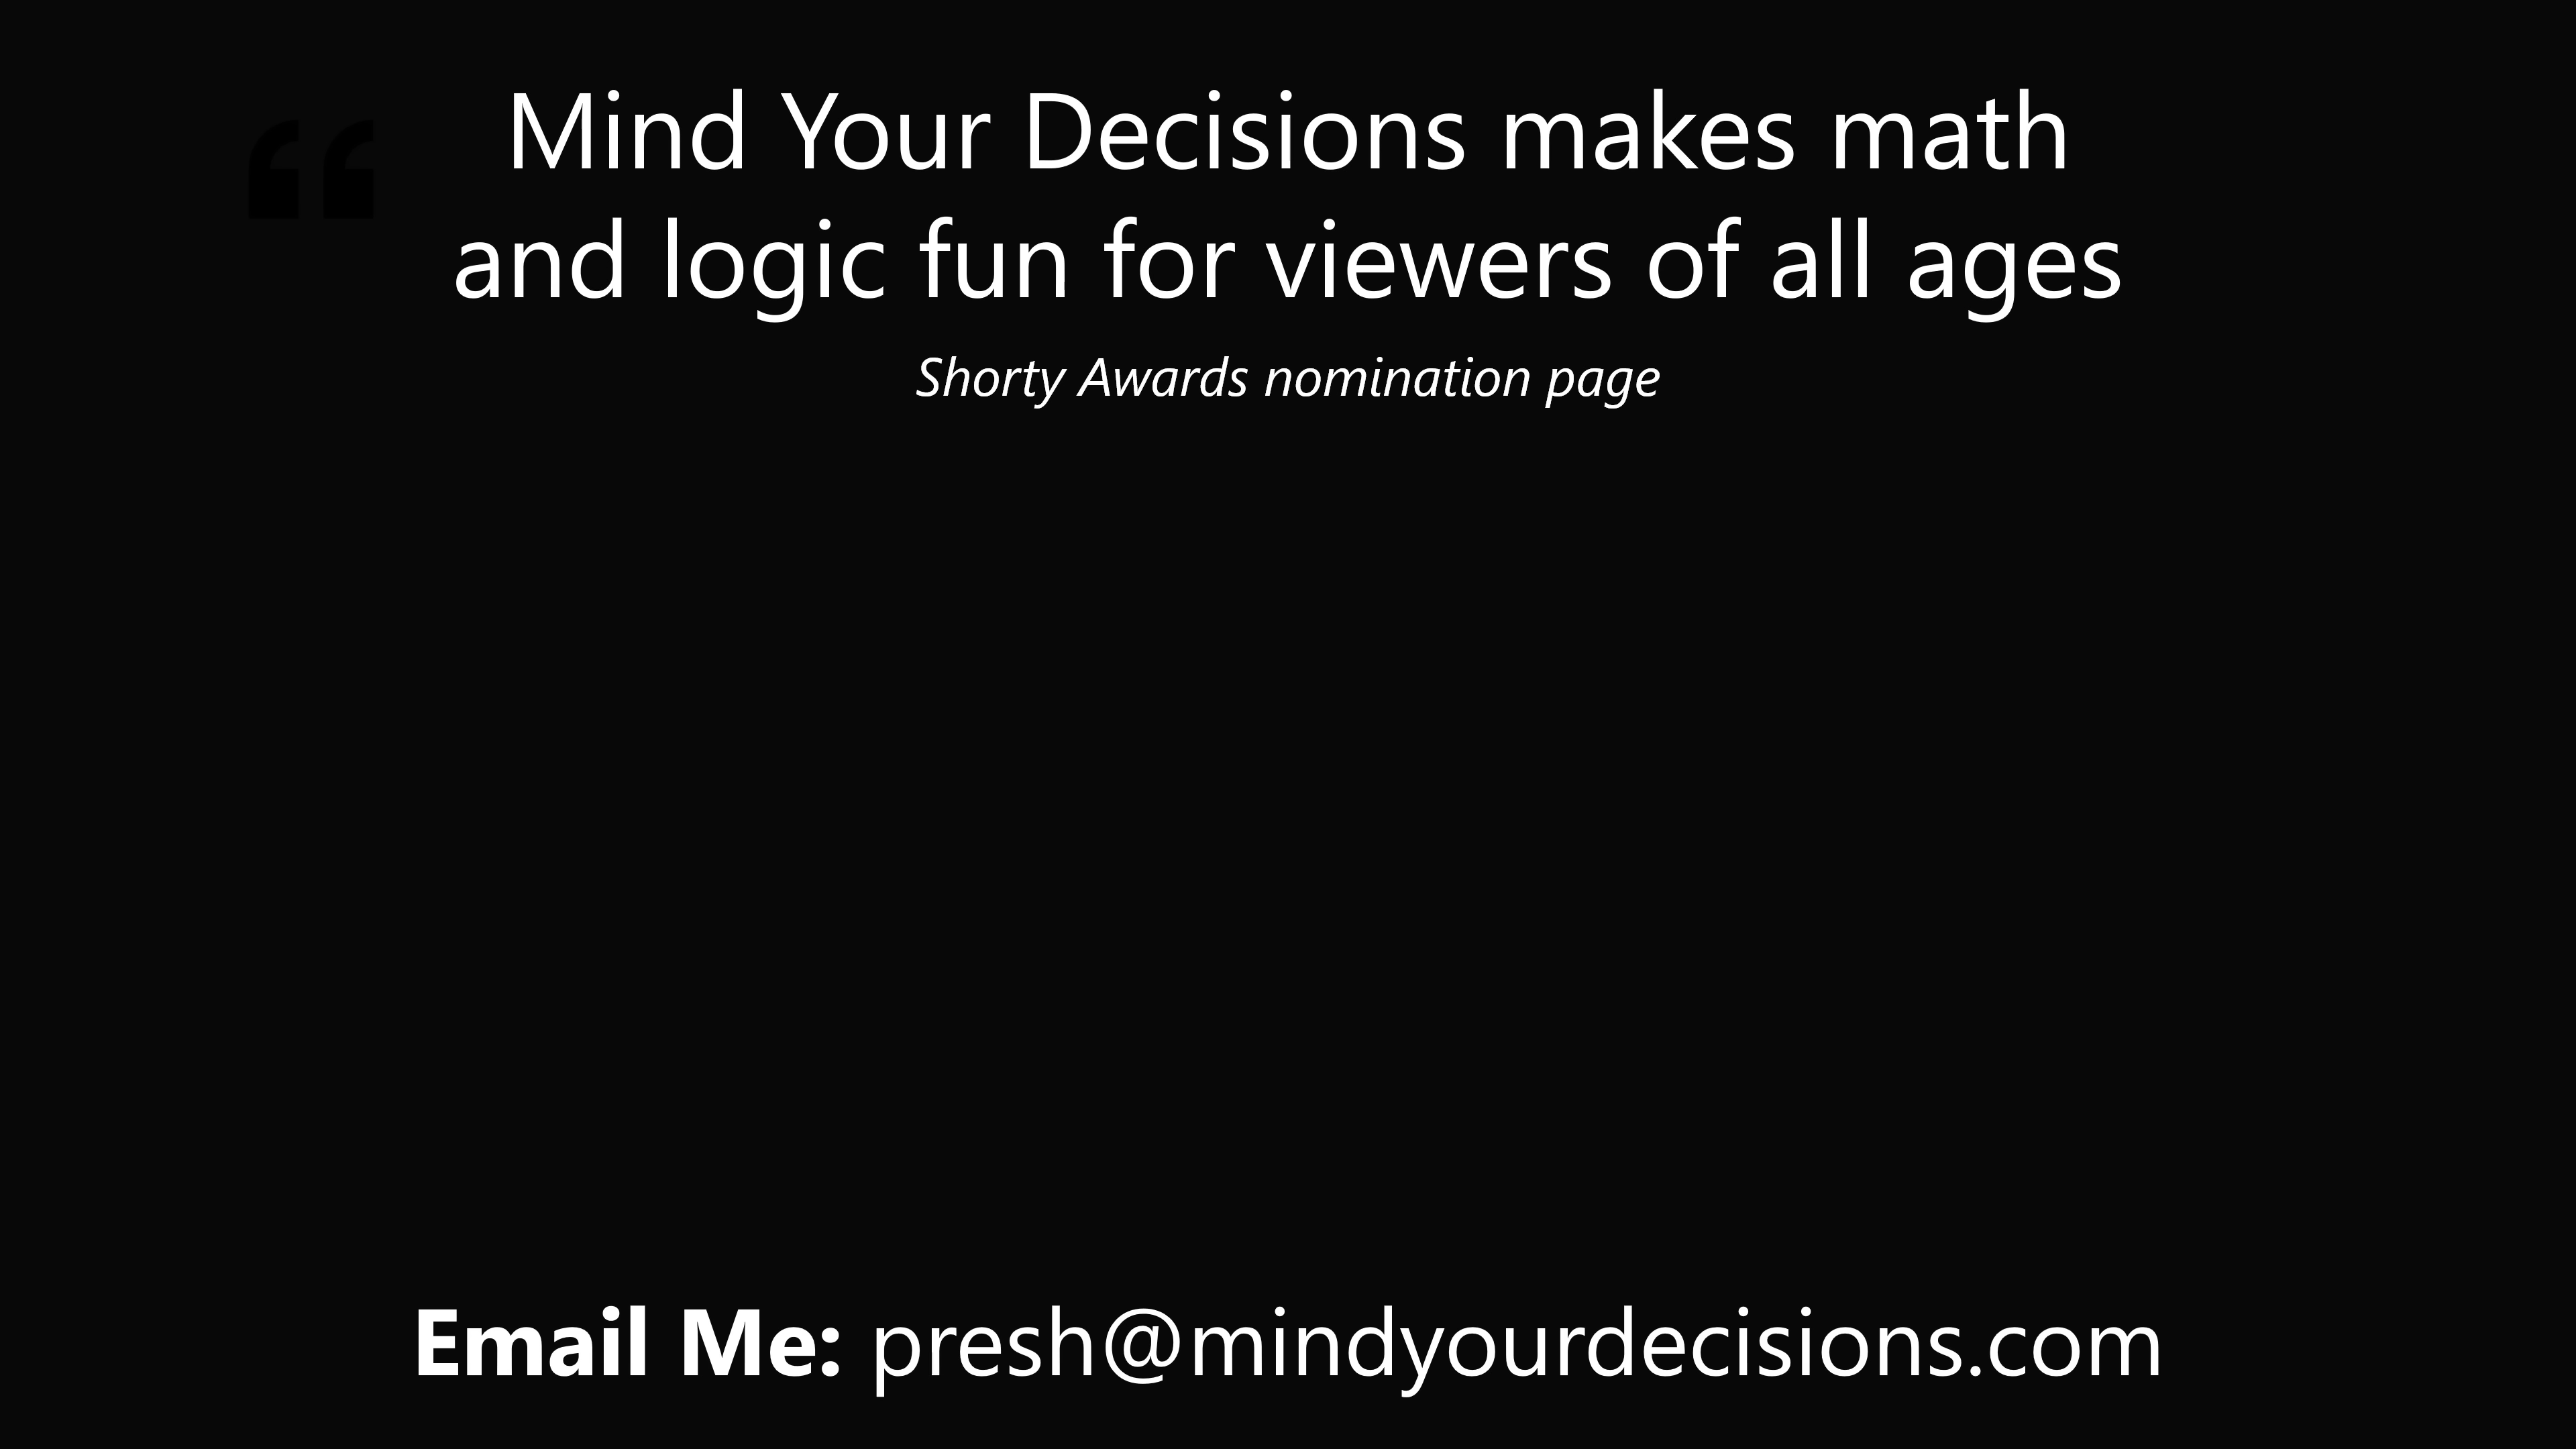 “ Mind Your Decisions makes math
and logic fun for viewers of all ages
Shorty Awards nomination page
Email Me: presh@mindyourdecisions.com